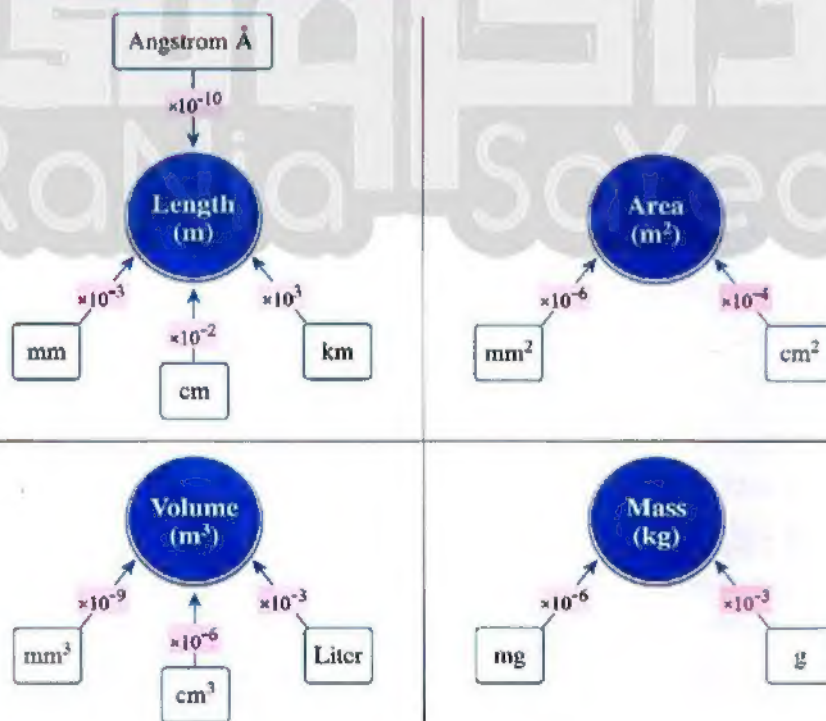 Angstrom Å
×10⁻¹⁰
Length
(m)
×10⁻³
×10⁻²
×10³
mm
cm
km
Area
(m²)
×10⁻⁶
×10⁻⁴
mm²
cm²
Volume
(m³)
×10⁻⁹
×10⁻⁶
×10⁻³
mm³
cm³
Liter
Mass
(kg)
×10⁻⁶
×10⁻³
mg
g
RaNia